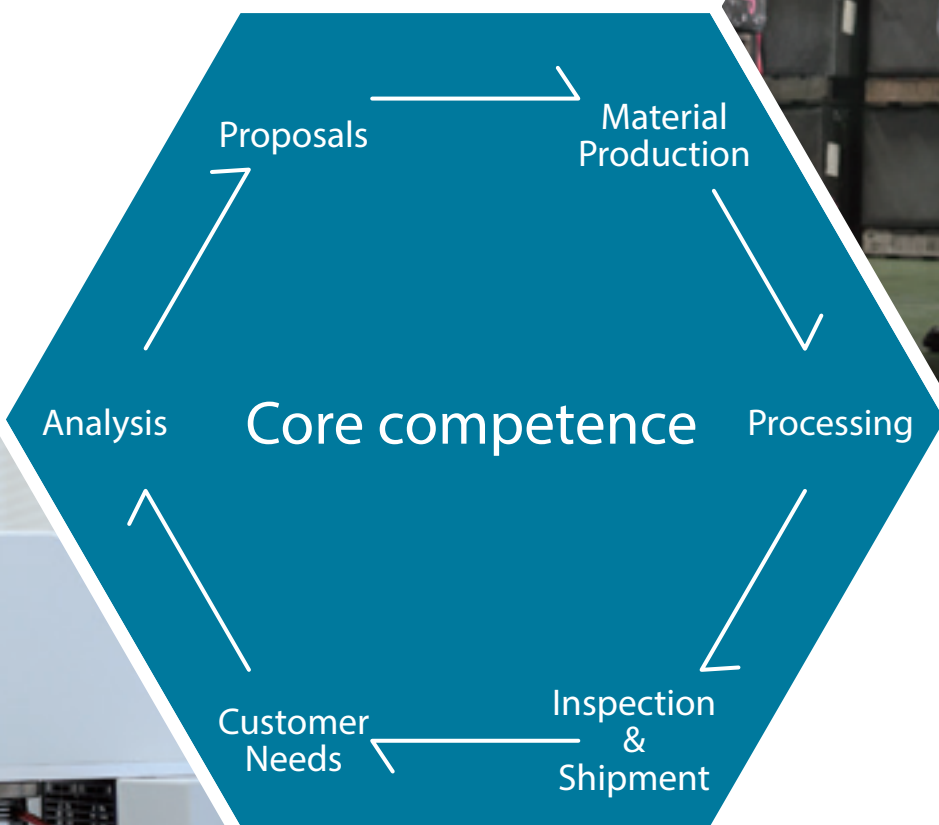 Proposals
Material
Production
Analysis
Core competence
Processing
Customer
Needs
Inspection
&
Shipment